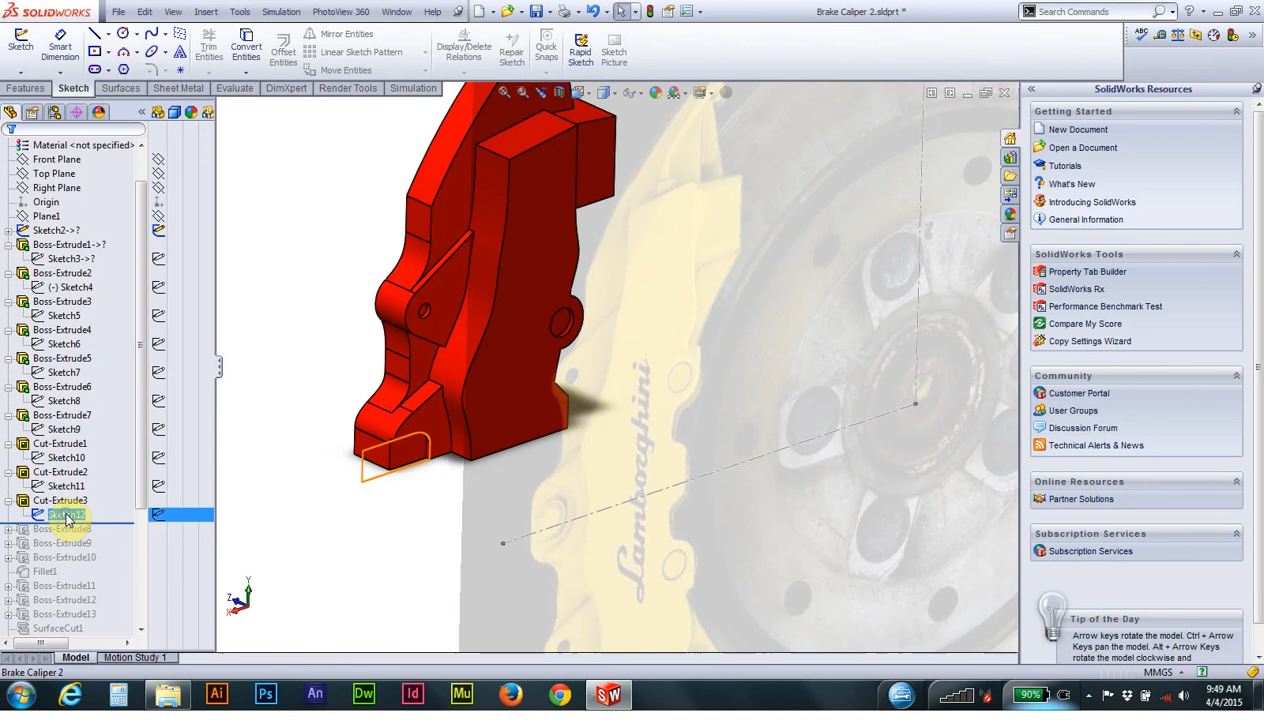 SOLIDWORKS File Edit View Insert Tools Simulation PhotoView 360 Window Help Brake Caliper 2.sldprt * Search Commands
Sketch Smart Dimension Trim Entities Convert Entities Offset Entities Mirror Entities Linear Sketch Pattern Move Entities Display/Delete Relations Repair Sketch Quick Snaps Rapid Sketch Sketch Picture
Features Sketch Surfaces Sheet Metal Evaluate DimXpert Render Tools Simulation
Material <not specified>
Front Plane
Top Plane
Right Plane
Origin
Plane1
Sketch2->?
Boss-Extrude1->?
Sketch3->?
Boss-Extrude2
(-) Sketch4
Boss-Extrude3
Sketch5
Boss-Extrude4
Sketch6
Boss-Extrude5
Sketch7
Boss-Extrude6
Sketch8
Boss-Extrude7
Sketch9
Cut-Extrude1
Sketch10
Cut-Extrude2
Sketch11
Cut-Extrude3
Sketch12
Boss-Extrude8
Boss-Extrude9
Boss-Extrude10
Fillet1
Boss-Extrude11
Boss-Extrude12
Boss-Extrude13
SurfaceCut1
Lamborghini
Y
Z
X
SolidWorks Resources
Getting Started
New Document
Open a Document
Tutorials
What's New
Introducing SolidWorks
General Information
SolidWorks Tools
Property Tab Builder
SolidWorks Rx
Performance Benchmark Test
Compare My Score
Copy Settings Wizard
Community
Customer Portal
User Groups
Discussion Forum
Technical Alerts & News
Online Resources
Partner Solutions
Subscription Services
Subscription Services
Tip of the Day
Arrow keys rotate the model. Ctrl + Arrow
Keys pan the model. Alt + Arrow Keys
rotate the model clockwise and
Model Motion Study 1
Brake Caliper 2 MMGS
Ai Ps An Dw Id Mu SW 90% 9:49 AM
4/4/2015